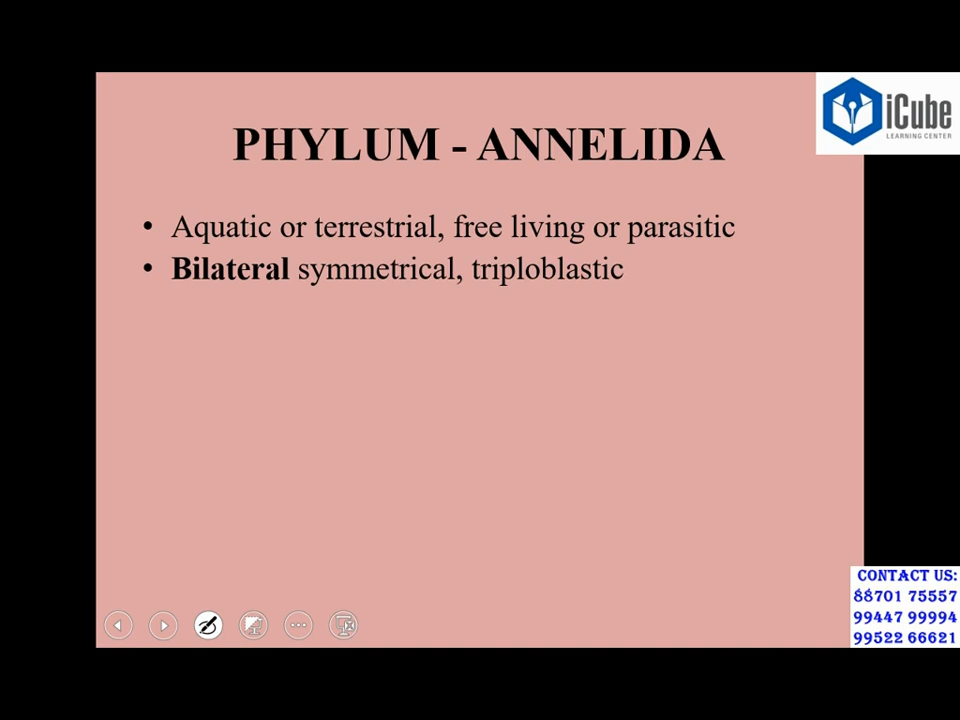 iCube
LEARNING CENTER
PHYLUM - ANNELIDA
• Aquatic or terrestrial, free living or parasitic
• Bilateral symmetrical, triploblastic
CONTACT US:
88701 75557
99447 99994
99522 66621